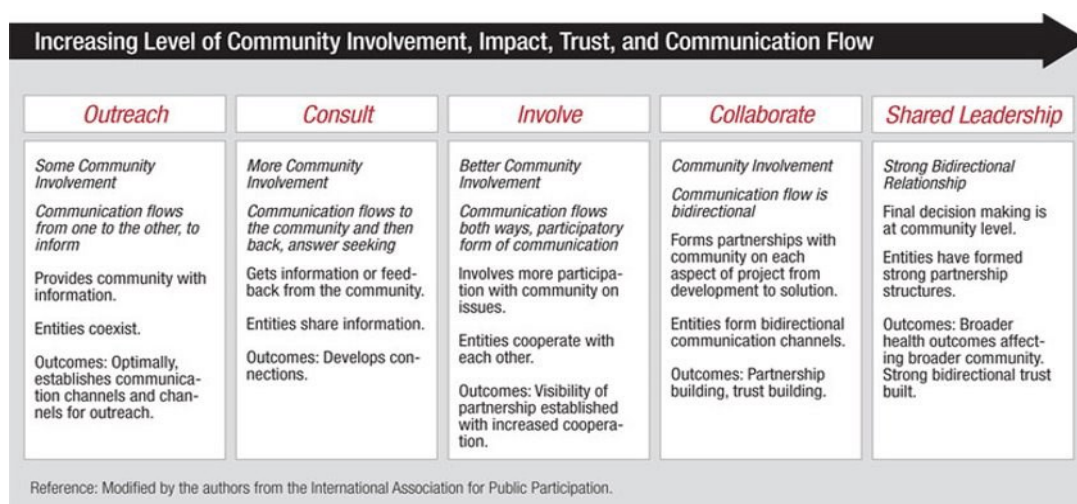 Increasing Level of Community Involvement, Impact, Trust, and Communication Flow
Outreach
Some Community
Involvement
Communication flows
from one to the other, to
inform
Provides community with
information.
Entities coexist.
Outcomes: Optimally,
establishes communica-
tion channels and chan-
nels for outreach.
Consult
More Community
Involvement
Communication flows to
the community and then
back, answer seeking
Gets information or feed-
back from the community.
Entities share information.
Outcomes: Develops con-
nections.
Involve
Better Community
Involvement
Communication flows
both ways, participatory
form of communication
Involves more participa-
tion with community on
issues.
Entities cooperate with
each other.
Outcomes: Visibility of
partnership established
with increased coopera-
tion.
Collaborate
Community Involvement
Communication flow is
bidirectional
Forms partnerships with
community on each
aspect of project from
development to solution.
Entities form bidirectional
communication channels.
Outcomes: Partnership
building, trust building.
Shared Leadership
Strong Bidirectional
Relationship
Final decision making is
at community level.
Entities have formed
strong partnership
structures.
Outcomes: Broader
health outcomes affect-
ing broader community.
Strong bidirectional trust
built.
Reference: Modified by the authors from the International Association for Public Participation.